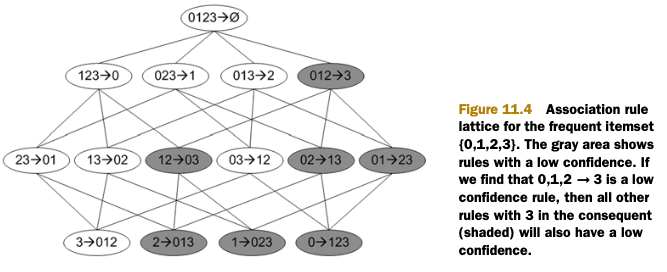 0123→Ø
123→0 023→1 013→2 012→3
23→01 13→02 12→03 03→12 02→13 01→23
3→012 2→013 1→023 0→123
Figure 11.4 Association rule
lattice for the frequent itemset
{0,1,2,3}. The gray area shows
rules with a low confidence. If
we find that 0,1,2 → 3 is a low
confidence rule, then all other
rules with 3 in the consequent
(shaded) will also have a low
confidence.